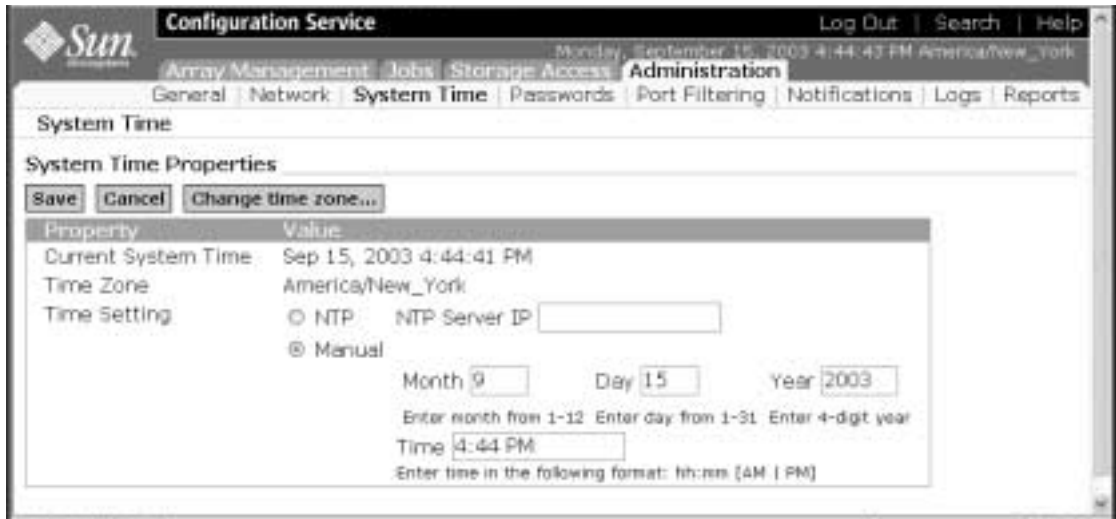 Sun
Configuration Service
Log Out | Search | Help
Monday, September 15, 2003 4:44:43 PM America/New_York
Array Management Jobs Storage Access Administration
General | Network | System Time | Passwords | Port Filtering | Notifications | Logs | Reports
System Time
System Time Properties
Save Cancel Change time zone...
Property Value
Current System Time Sep 15, 2003 4:44:41 PM
Time Zone America/New_York
Time Setting NTP NTP Server IP
Manual
Month 9 Day 15 Year 2003
Enter month from 1-12 Enter day from 1-31 Enter 4-digit year
Time 4:44 PM
Enter time in the following format: hh:mm [AM | PM]